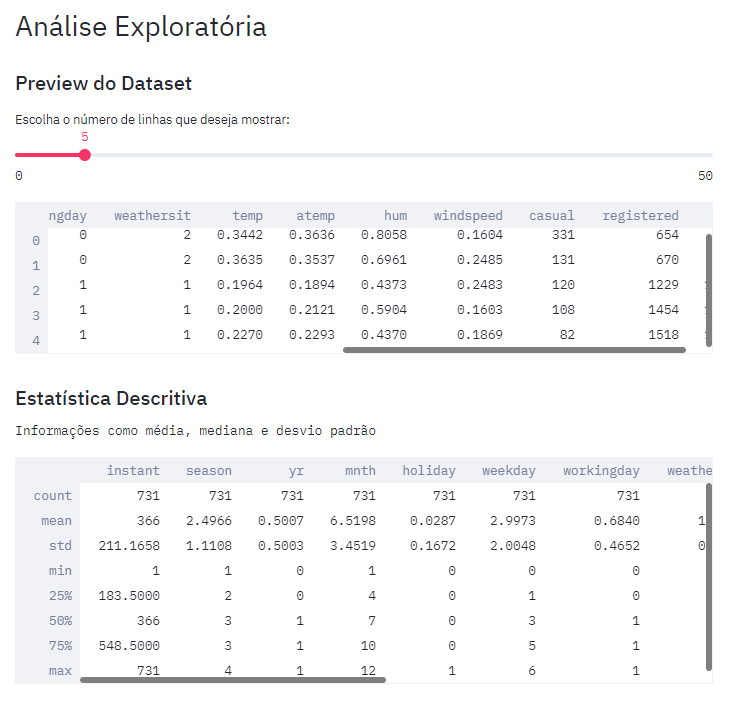 Análise Exploratória
Preview do Dataset
Escolha o número de linhas que deseja mostrar:
5
0 50
ngday weathersit temp atemp hum windspeed casual registered
0 0 2 0.3442 0.3636 0.8058 0.1604 331 654
1 0 2 0.3635 0.3537 0.6961 0.2485 131 670
2 1 1 0.1964 0.1894 0.4373 0.2483 120 1229
3 1 1 0.2000 0.2121 0.5904 0.1603 108 1454
4 1 1 0.2270 0.2293 0.4370 0.1869 82 1518
Estatística Descritiva
Informações como média, mediana e desvio padrão
instant season yr mnth holiday weekday workingday weathe
count 731 731 731 731 731 731 731
mean 366 2.4966 0.5007 6.5198 0.0287 2.9973 0.6840 1
std 211.1658 1.1108 0.5003 3.4519 0.1672 2.0048 0.4652 0
min 1 1 0 1 0 0 0
25% 183.5000 2 0 4 0 1 0
50% 366 3 1 7 0 3 1
75% 548.5000 3 1 10 0 5 1
max 731 4 1 12 1 6 1